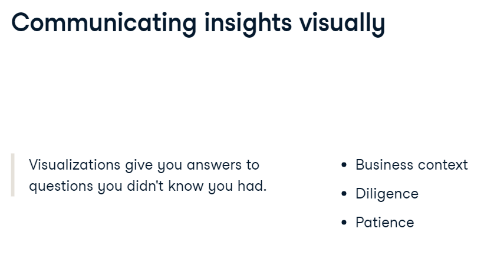 Communicating insights visually
Visualizations give you answers to
questions you didn't know you had.
• Business context
• Diligence
• Patience